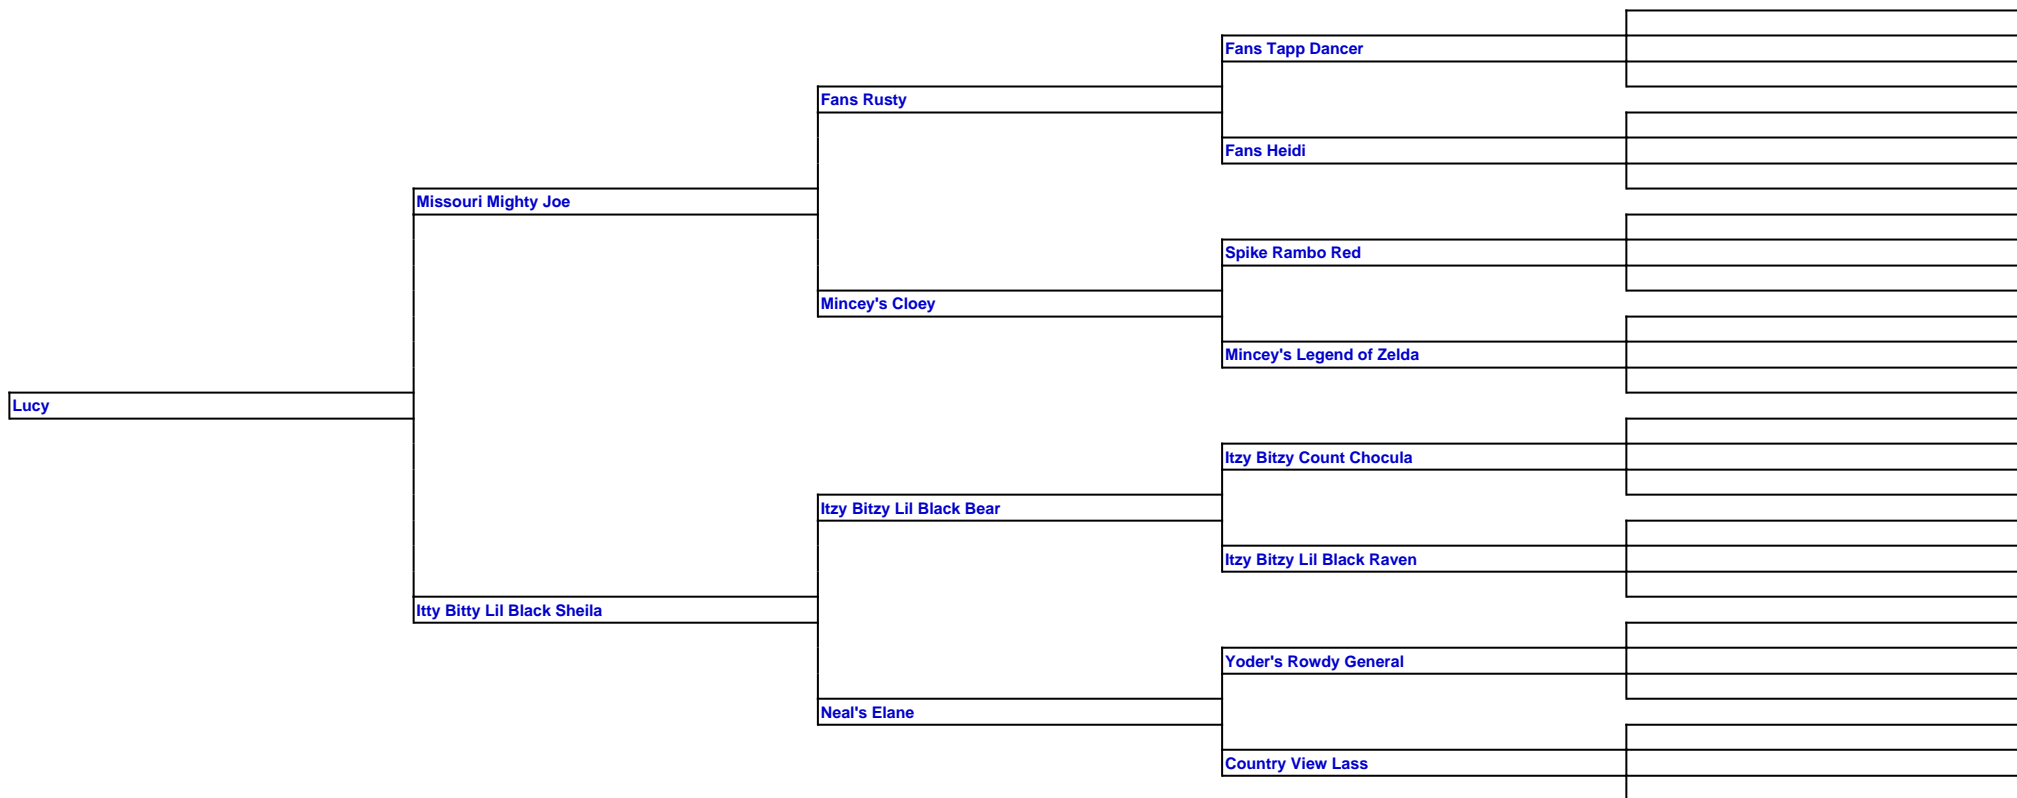 Fans Tapp Dancer
Fans Rusty
Fans Heidi
Missouri Mighty Joe
Spike Rambo Red
Mincey's Cloey
Mincey's Legend of Zelda
Lucy
Itzy Bitzy Count Chocula
Itzy Bitzy Lil Black Bear
Itzy Bitzy Lil Black Raven
Itty Bitty Lil Black Sheila
Yoder's Rowdy General
Neal's Elane
Country View Lass